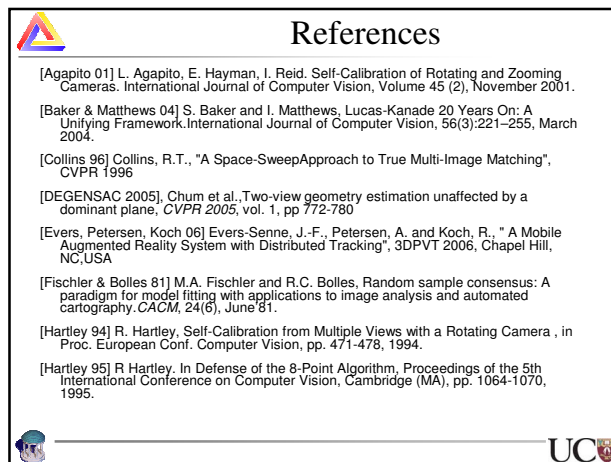 References
[Agapito 01] L. Agapito, E. Hayman, I. Reid. Self-Calibration of Rotating and Zooming
Cameras. International Journal of Computer Vision, Volume 45 (2), November 2001.
[Baker & Matthews 04] S. Baker and I. Matthews, Lucas-Kanade 20 Years On: A
Unifying Framework.International Journal of Computer Vision, 56(3):221–255, March
2004.
[Collins 96] Collins, R.T., "A Space-SweepApproach to True Multi-Image Matching",
CVPR 1996
[DEGENSAC 2005], Chum et al.,Two-view geometry estimation unaffected by a
dominant plane, CVPR 2005, vol. 1, pp 772-780
[Evers, Petersen, Koch 06] Evers-Senne, J.-F., Petersen, A. and Koch, R., " A Mobile
Augmented Reality System with Distributed Tracking", 3DPVT 2006, Chapel Hill,
NC,USA
[Fischler & Bolles 81] M.A. Fischler and R.C. Bolles, Random sample consensus: A
paradigm for model fitting with applications to image analysis and automated
cartography.CACM, 24(6), June'81.
[Hartley 94] R. Hartley, Self-Calibration from Multiple Views with a Rotating Camera , in
Proc. European Conf. Computer Vision, pp. 471-478, 1994.
[Hartley 95] R Hartley. In Defense of the 8-Point Algorithm, Proceedings of the 5th
International Conference on Computer Vision, Cambridge (MA), pp. 1064-1070,
1995.
UC